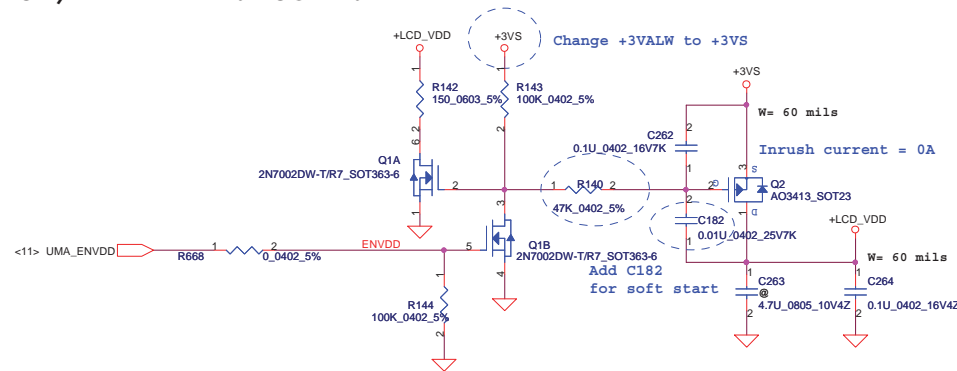 +LCD_VDD
+3VS
Change +3VALW to +3VS
1
1
R142
150_0603_5%
R143
100K_0402_5%
2
2
+3VS
W= 60 mils
2
C262
0.1U_0402_16V7K
1
Inrush current = 0A
6
Q1A
2N7002DW-T/R7_SOT363-6
2
1
1
R140
2
47K_0402_5%
3
S
G
2
Q2
AO3413_SOT23
D
1
2
C182
0.01U_0402_25V7K
1
+LCD_VDD
W= 60 mils
3
<11> UMA_ENVDD
1
2
R668
0_0402_5%
ENVDD
5
Q1B
2N7002DW-T/R7_SOT363-6
4
Add C182
for soft start
1
R144
100K_0402_5%
2
1
C263
@
4.7U_0805_10V4Z
2
1
C264
0.1U_0402_16V4Z
2